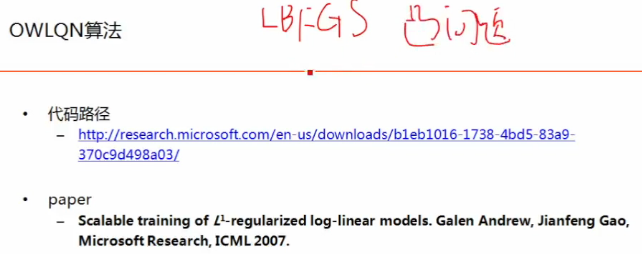 OWLQN算法
LBFGS 凸问题
代码路径
http://research.microsoft.com/en-us/downloads/b1eb1016-1738-4bd5-83a9-
370c9d498a03/
paper
Scalable training of L¹-regularized log-linear models. Galen Andrew, Jianfeng Gao,
Microsoft Research, ICML 2007.